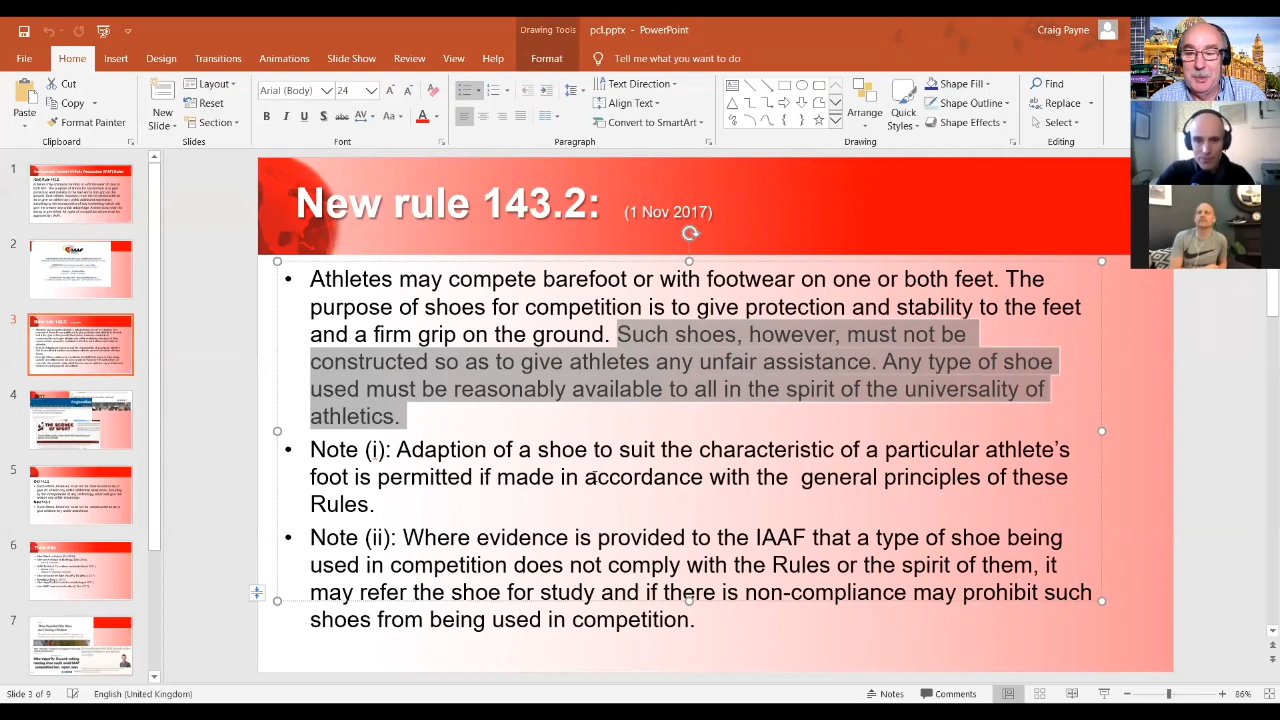 Drawing Tools
pcl.pptx - PowerPoint
Craig Payne
File Home Insert Design Transitions Animations Slide Show Review View Help Format Tell me what you want to do
Paste
Cut
Copy
Format Painter
Clipboard
New Slide
Layout
Reset
Section
Slides
Arial (Body) 24
Font
Text Direction
Align Text
Convert to SmartArt
Paragraph
Arrange
Quick Styles
Shape Fill
Shape Outline
Shape Effects
Drawing
Find
Replace
Select
Editing
1
2
3
4
5
6
7
New rule 143.2: (1 Nov 2017)
• Athletes may compete barefoot or with footwear on one or both feet. The
purpose of shoes for competition is to give protection and stability to the feet
and a firm grip on the ground. Such shoes, however, must not be
constructed so as to give athletes any unfair assistance. Any type of shoe
used must be reasonably available to all in the spirit of the universality of
athletics.
• Note (i): Adaption of a shoe to suit the characteristic of a particular athlete's
foot is permitted if made in accordance with the general principles of these
Rules.
• Note (ii): Where evidence is provided to the IAAF that a type of shoe being
used in competition does not comply with the Rules or the spirit of them, it
may refer the shoe for study and if there is non-compliance may prohibit such
shoes from being used in competition.
Slide 3 of 9 English (United Kingdom) Notes Comments 86%